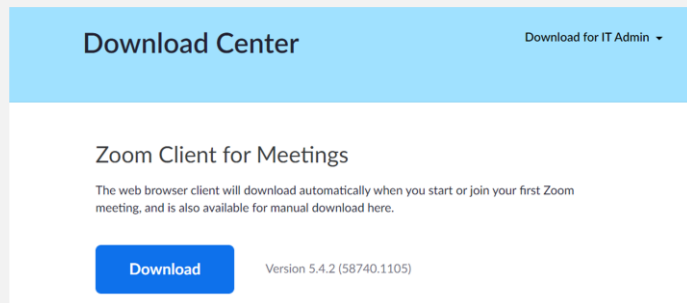 Download Center
Download for IT Admin
Zoom Client for Meetings
The web browser client will download automatically when you start or join your first Zoom
meeting, and is also available for manual download here.
Download
Version 5.4.2 (58740.1105)